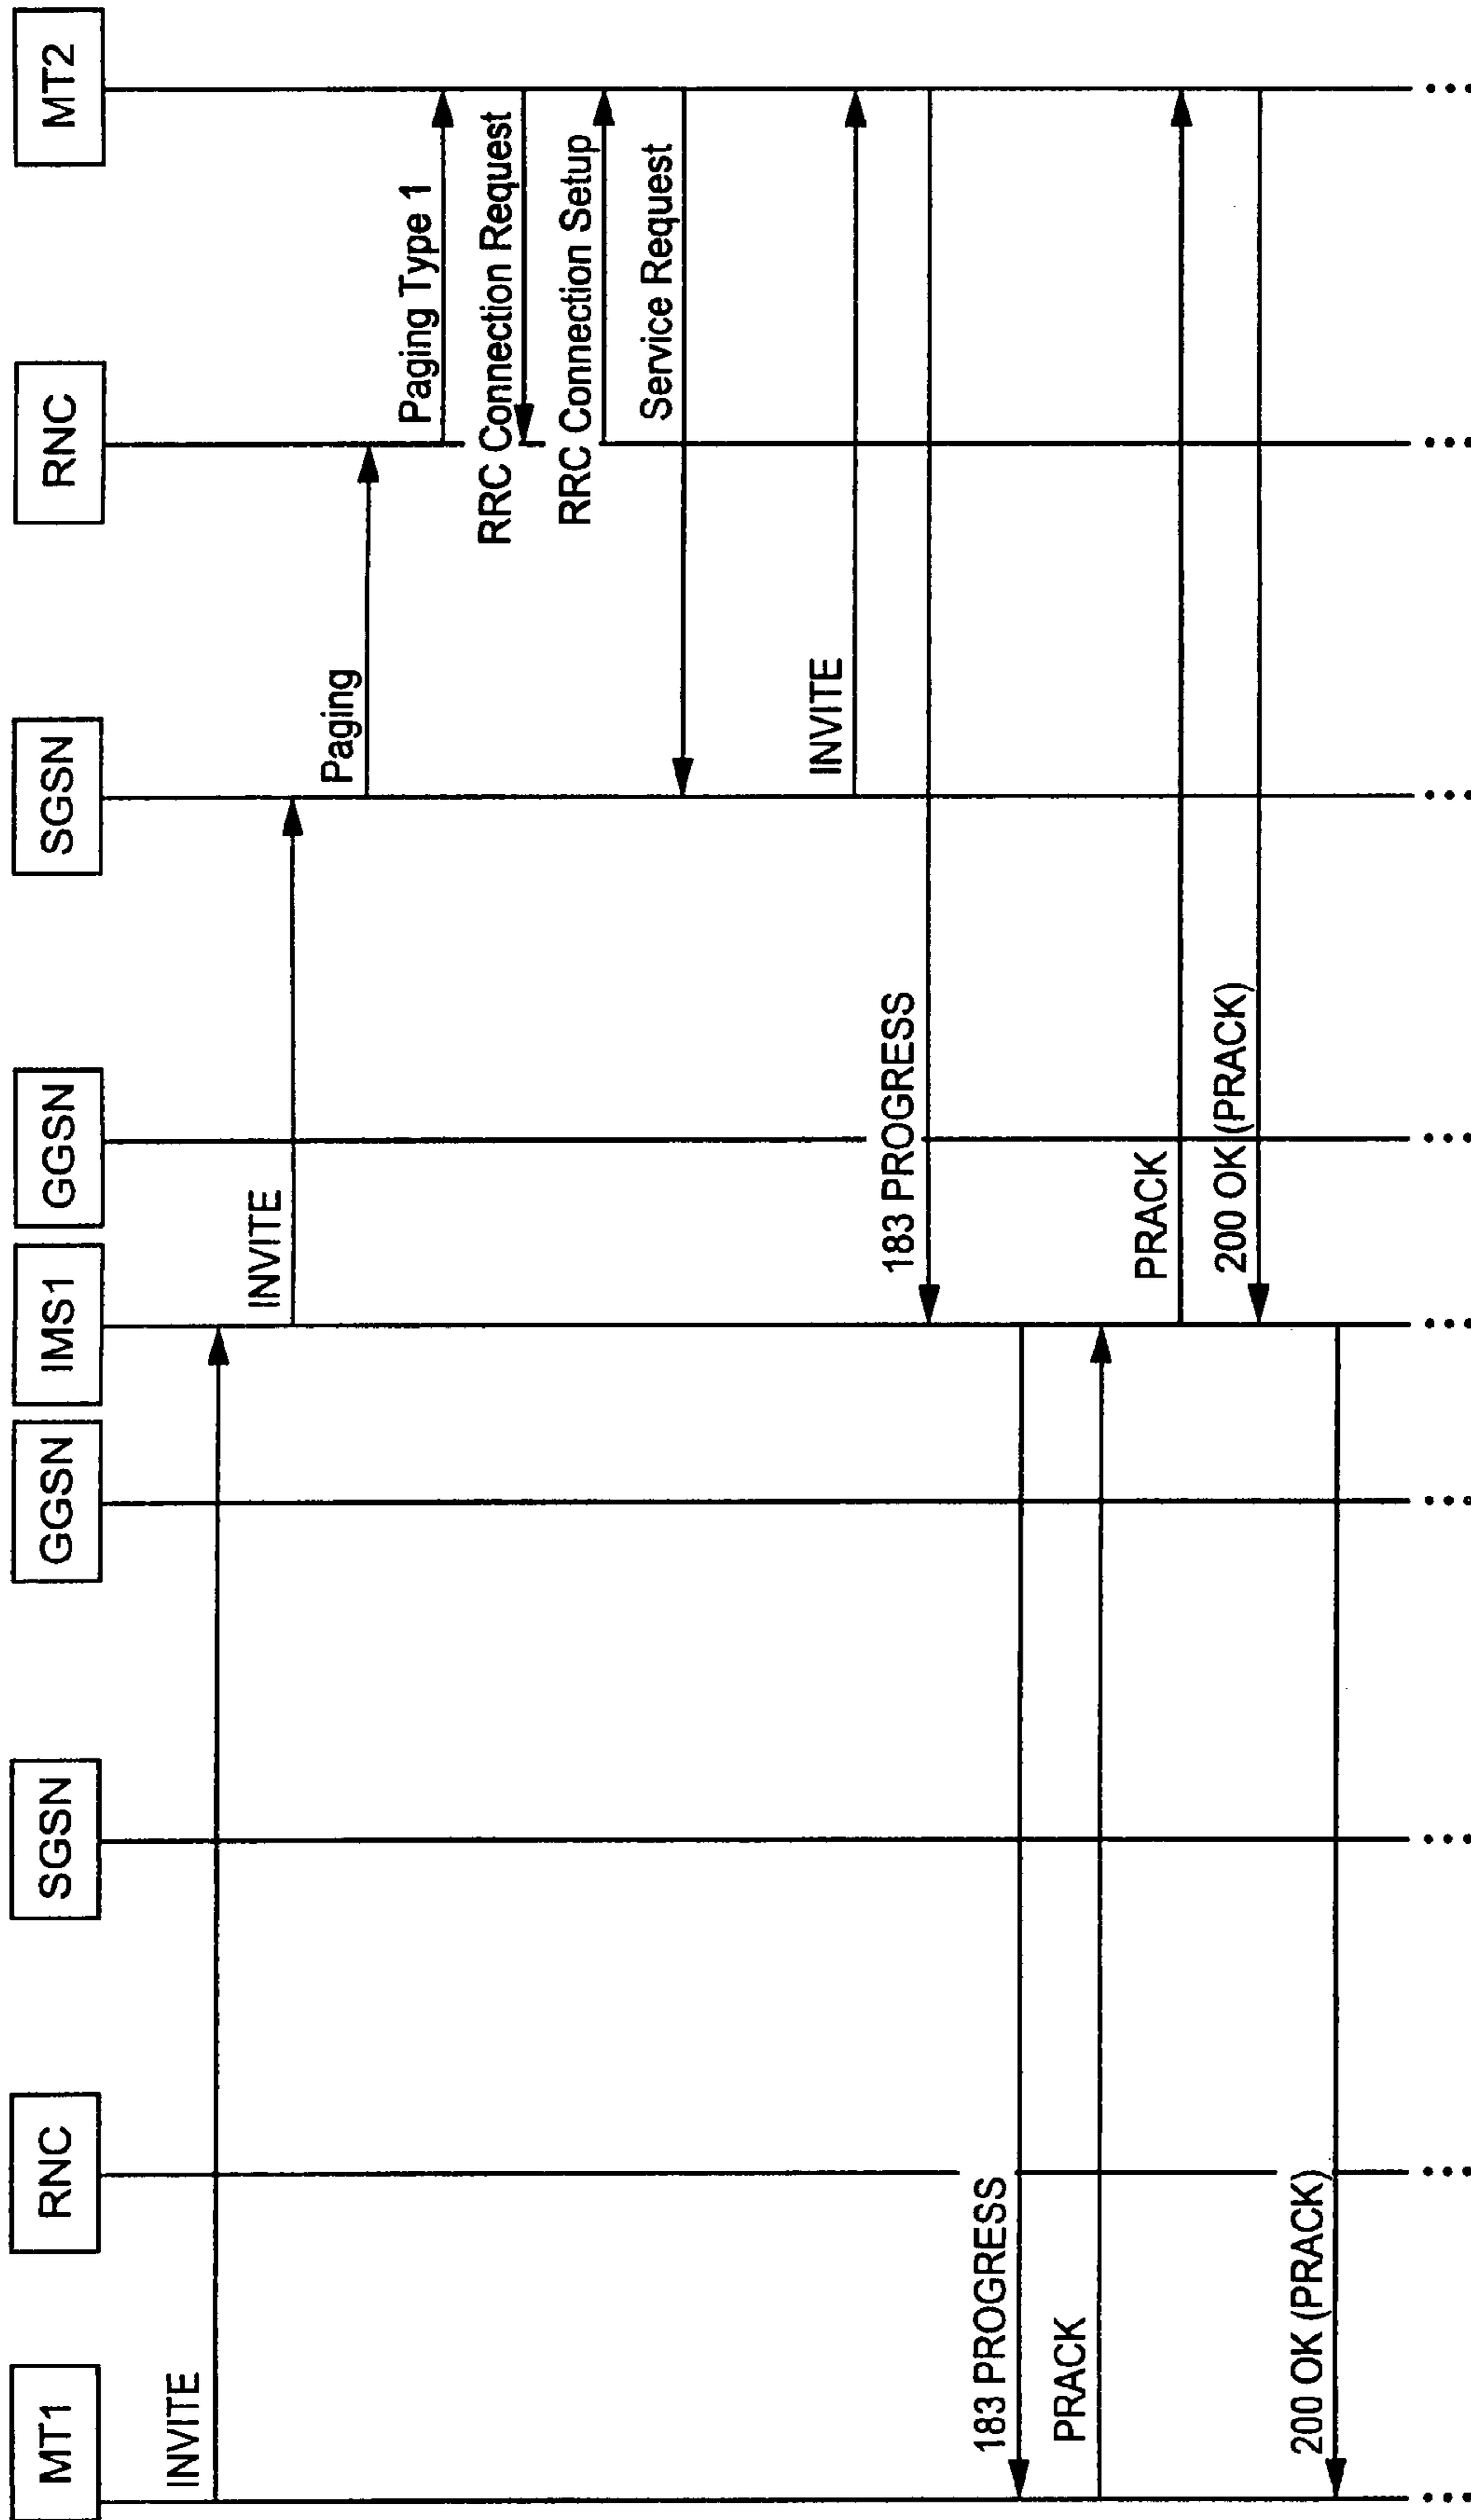 MT1
RNC
SGSN
GGSN
IMS1
GGSN
SGSN
RNC
MT2
INVITE
INVITE
Paging
Paging Type 1
RRC Connection Request
RRC Connection Setup
Service Request
INVITE
183 PROGRESS
183 PROGRESS
PRACK
PRACK
200 OK (PRACK)
200 OK (PRACK)